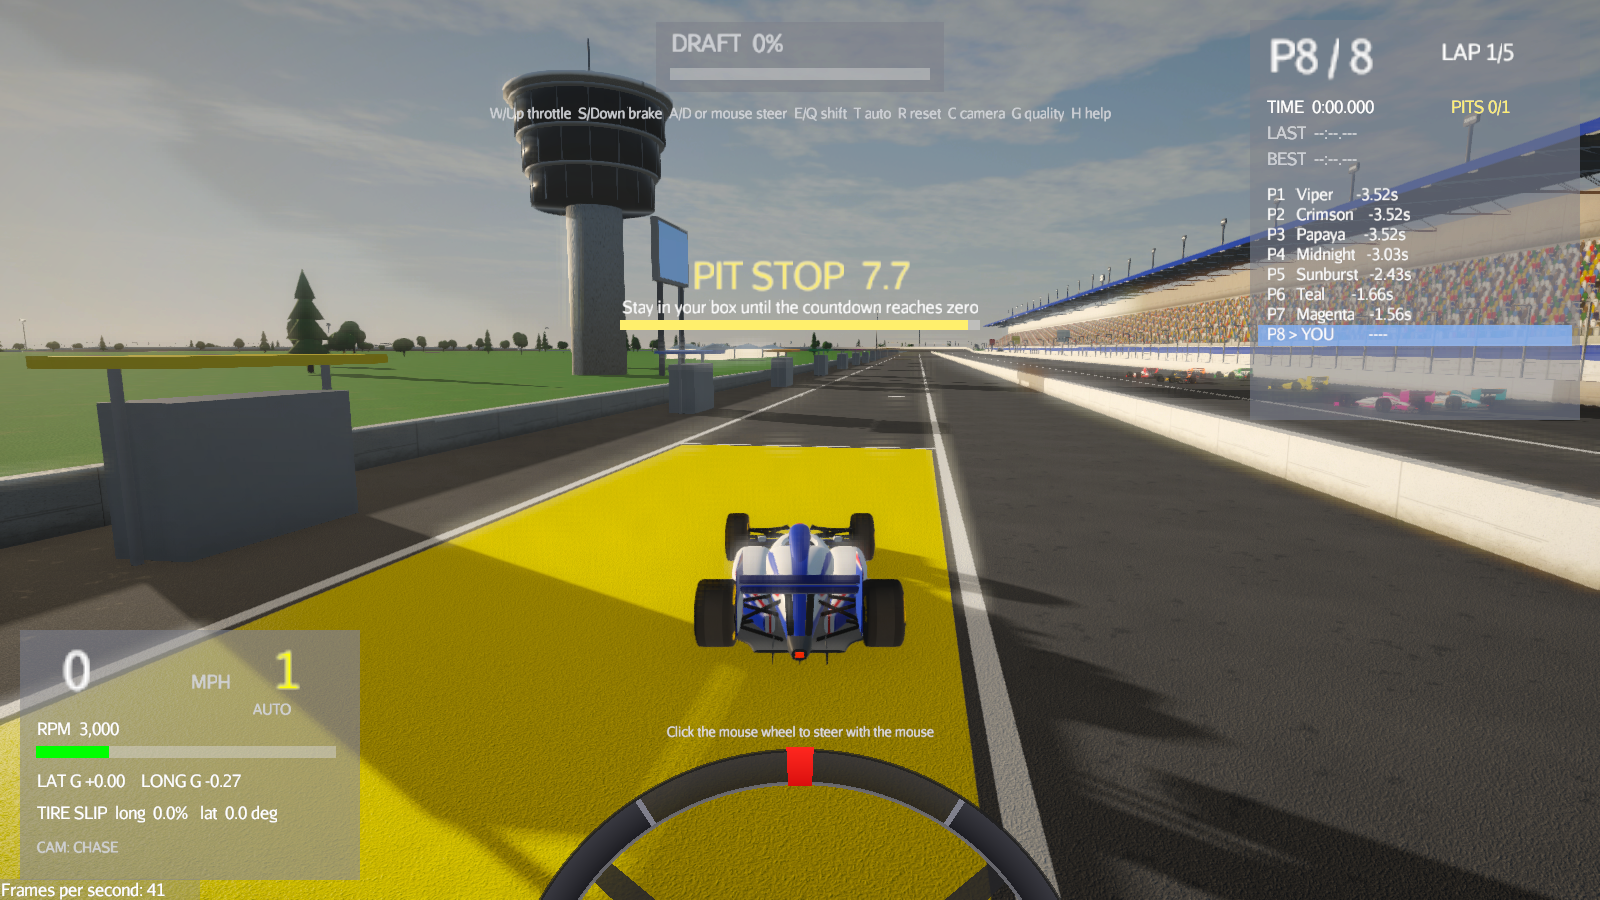 DRAFT 0%
W/Up throttle S/Down brake A/D or mouse steer E/Q shift T auto R reset C camera G quality H help
P8 / 8 LAP 1/5
TIME 0:00.000 PITS 0/1
LAST --:--.---
BEST --:--.---
P1 Viper -3.52s
P2 Crimson -3.52s
P3 Papaya -3.52s
P4 Midnight -3.03s
P5 Sunburst -2.43s
P6 Teal -1.66s
P7 Magenta -1.56s
P8 > YOU ----
PIT STOP 7.7
Stay in your box until the countdown reaches zero
Click the mouse wheel to steer with the mouse
0 MPH 1
AUTO
RPM 3,000
LAT G +0.00 LONG G -0.27
TIRE SLIP long 0.0% lat 0.0 deg
CAM: CHASE
Frames per second: 41